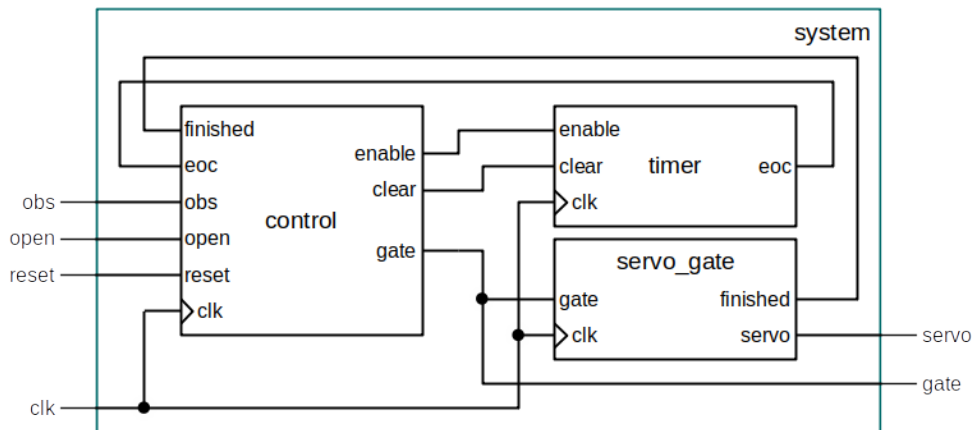 system
finished
eoc
obs
open
reset
clk
control
enable
clear
gate
enable
clear
clk
timer
eoc
servo_gate
gate
clk
finished
servo
obs
open
reset
clk
servo
gate